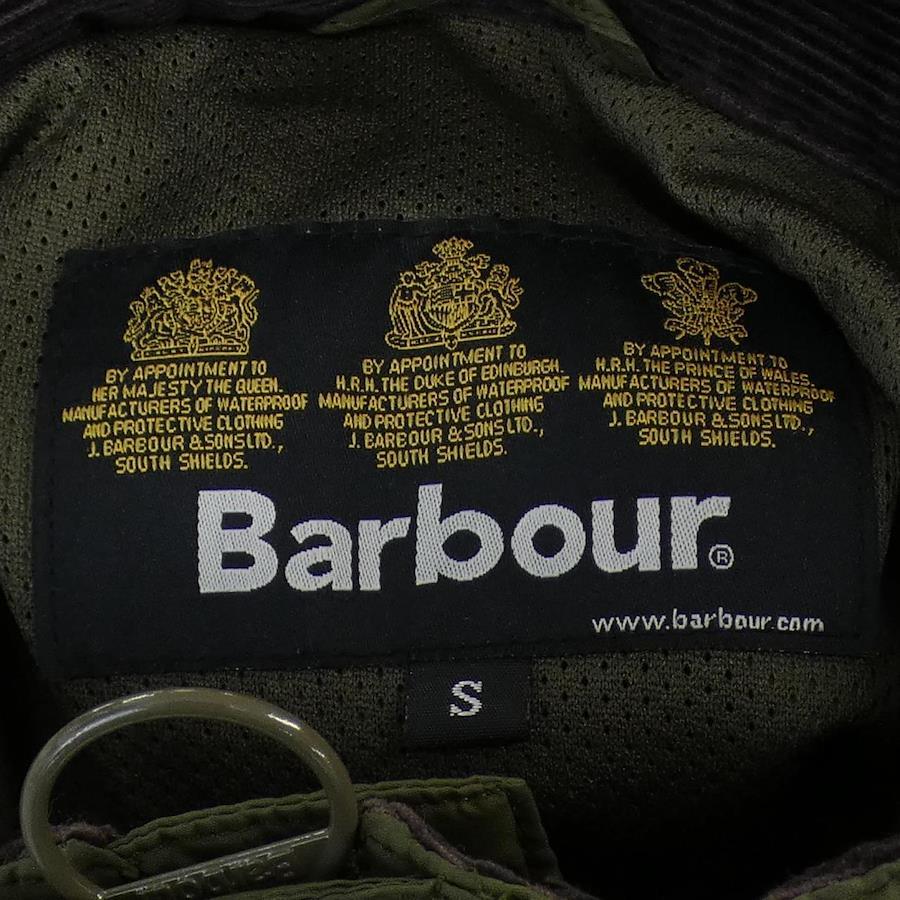 BY APPOINTMENT TO
HER MAJESTY THE QUEEN.
MANUFACTURERS OF WATERPROOF
AND PROTECTIVE CLOTHING
J. BARBOUR & SONS LTD.,
SOUTH SHIELDS.
BY APPOINTMENT TO
H.R.H. THE DUKE OF EDINBURGH.
MANUFACTURERS OF WATERPROOF
AND PROTECTIVE CLOTHING
J. BARBOUR & SONS LTD.,
SOUTH SHIELDS.
BY APPOINTMENT TO
H.R.H. THE PRINCE OF WALES.
MANUFACTURERS OF WATERPROOF
AND PROTECTIVE CLOTHING
J. BARBOUR & SONS LTD.,
SOUTH SHIELDS.
Barbour®
www.barbour.com
S